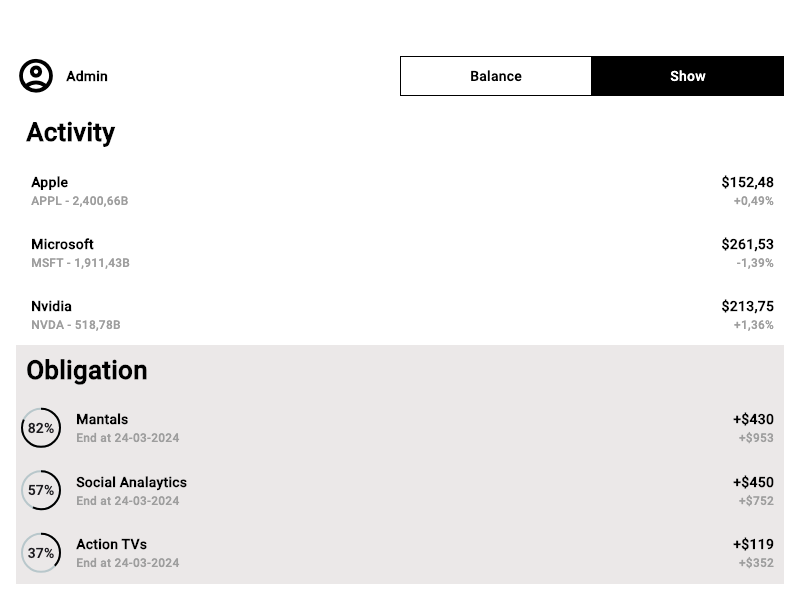 Admin
Balance
Show
Activity
Apple
$152,48
APPL - 2,400,66B
+0,49%
Microsoft
$261,53
MSFT - 1,911,43B
-1,39%
Nvidia
$213,75
NVDA - 518,78B
+1,36%
Obligation
82%
Mantals
+$430
End at 24-03-2024
+$953
57%
Social Analaytics
+$450
End at 24-03-2024
+$752
37%
Action TVs
+$119
End at 24-03-2024
+$352